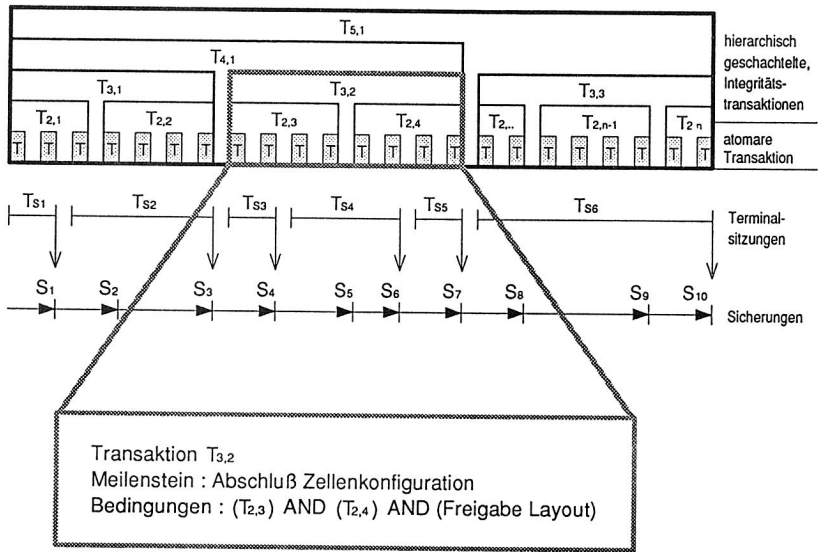 T5,1
hierarchisch
geschachtelte,
Integritäts-
transaktionen
T4,1
T3,1 T3,2 T3,3
T2,1 T2,2 T2,3 T2,4 T2,.. T2,n-1 T2 n
T T T T T T T T T T T T T T T T T T T T
atomare
Transaktion
TS1 TS2 TS3 TS4 TS5 TS6
Terminal-
sitzungen
S1 S2 S3 S4 S5 S6 S7 S8 S9 S10
Sicherungen
Transaktion T3,2
Meilenstein : Abschluß Zellenkonfiguration
Bedingungen : (T2,3) AND (T2,4) AND (Freigabe Layout)